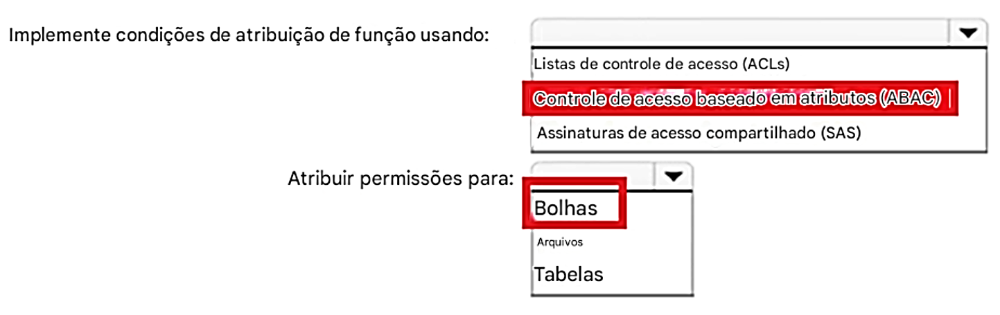 Implemente condições de atribuição de função usando:
Listas de controle de acesso (ACLs)
Controle de acesso baseado em atributos (ABAC)
Assinaturas de acesso compartilhado (SAS)
Atribuir permissões para:
Bolhas
Arquivos
Tabelas